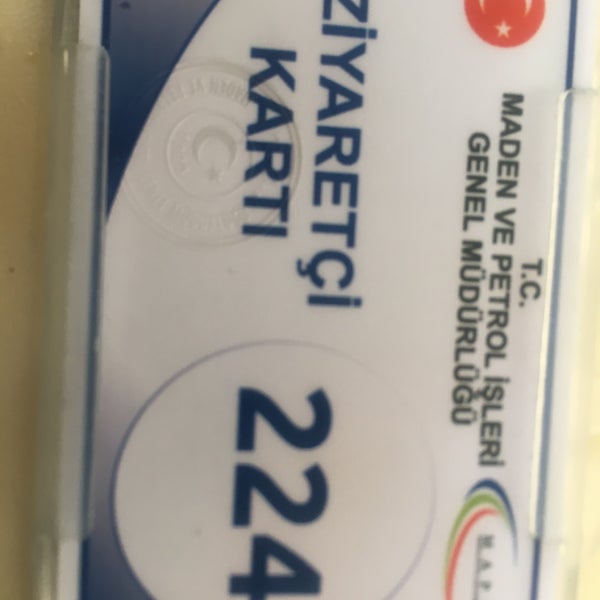 T.C.
MADEN VE PETROL İŞLERİ
GENEL MÜDÜRLÜĞÜ
ZİYARETÇİ
KARTI
224